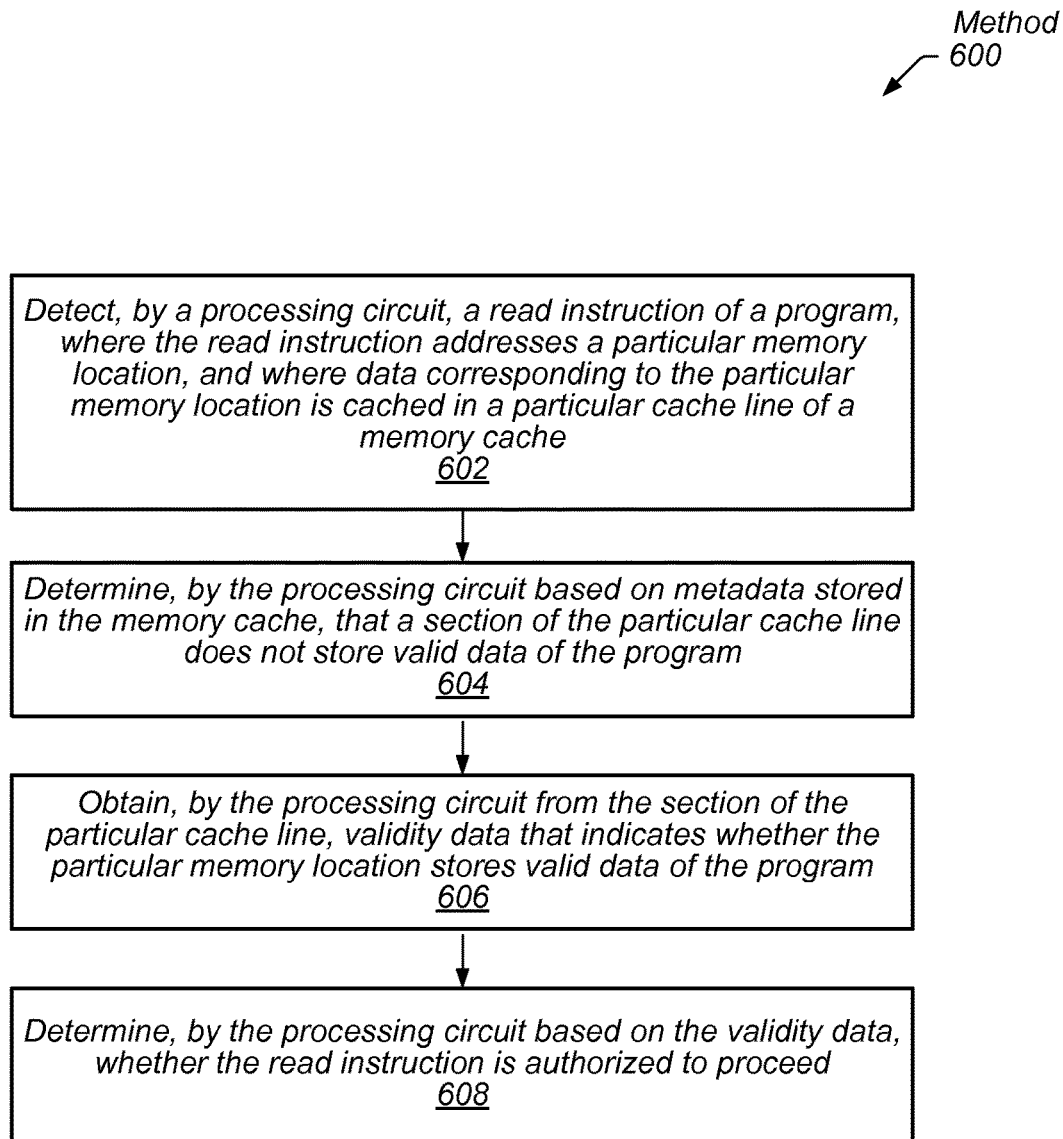 Method
600
Detect, by a processing circuit, a read instruction of a program,
where the read instruction addresses a particular memory
location, and where data corresponding to the particular
memory location is cached in a particular cache line of a
memory cache
602
Determine, by the processing circuit based on metadata stored
in the memory cache, that a section of the particular cache line
does not store valid data of the program
604
Obtain, by the processing circuit from the section of the
particular cache line, validity data that indicates whether the
particular memory location stores valid data of the program
606
Determine, by the processing circuit based on the validity data,
whether the read instruction is authorized to proceed
608